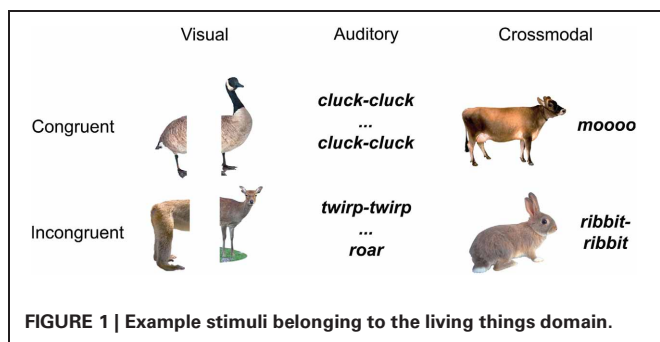 Visual Auditory Crossmodal
Congruent
cluck-cluck
...
cluck-cluck
moooo
Incongruent
twirp-twirp
...
roar
ribbit-
ribbit
FIGURE 1 | Example stimuli belonging to the living things domain.